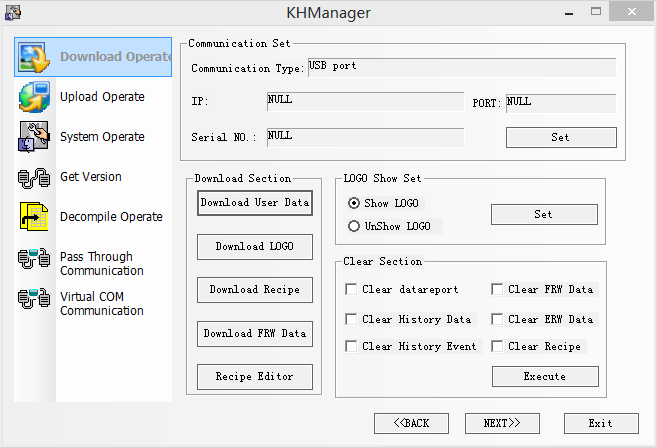 KHManager
Download Operate
Upload Operate
System Operate
Get Version
Decompile Operate
Pass Through
Communication
Virtual COM
Communication
Communication Set
Communication Type: USB port
IP: NULL PORT: NULL
Serial NO.: NULL Set
Download Section
Download User Data
Download LOGO
Download Recipe
Download FRW Data
Recipe Editor
LOGO Show Set
Show LOGO
UnShow LOGO
Set
Clear Section
Clear datareport Clear FRW Data
Clear History Data Clear ERW Data
Clear History Event Clear Recipe
Execute
<<BACK NEXT>> Exit